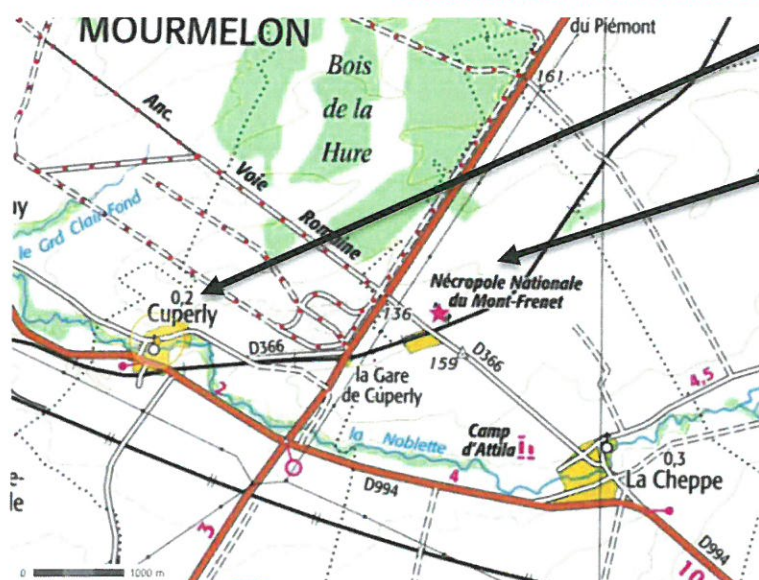 MOURMELON
du Piémont
Bois
de la
Hure
161
Anc.
Voie
Romaine
le Grd Clair-Fond
0,2
Cuperly
Nécropole Nationale
du Mont-Frenet
136
D366
D366
159
2
la Gare
de Cuperly
4,5
la Noblette
Camp
d'Attila
0,3
La Cheppe
4
D994
3
D994
10
0
1000 m